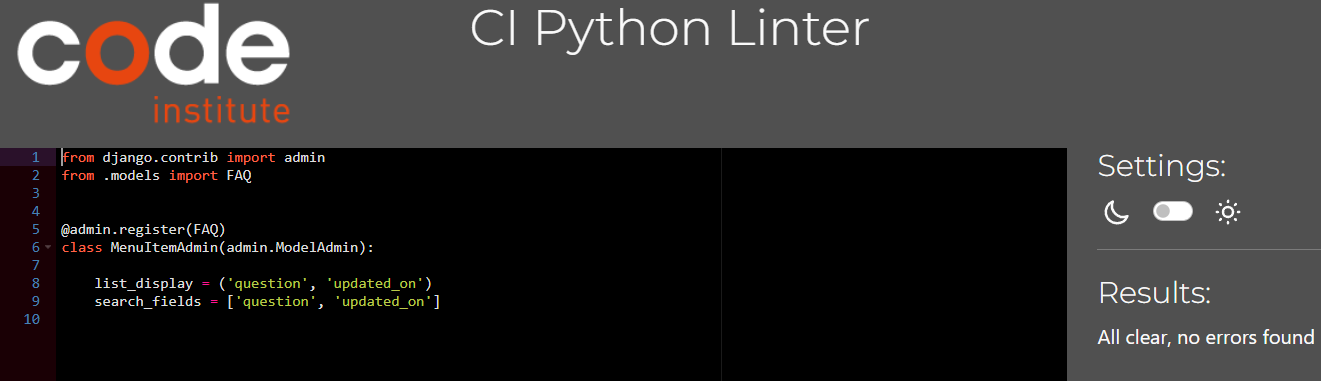 code
institute
CI Python Linter
1 from django.contrib import admin
2 from .models import FAQ
3
4
5 @admin.register(FAQ)
6 class MenuItemAdmin(admin.ModelAdmin):
7
8     list_display = ('question', 'updated_on')
9     search_fields = ['question', 'updated_on']
10
Settings:
Results:
All clear, no errors found